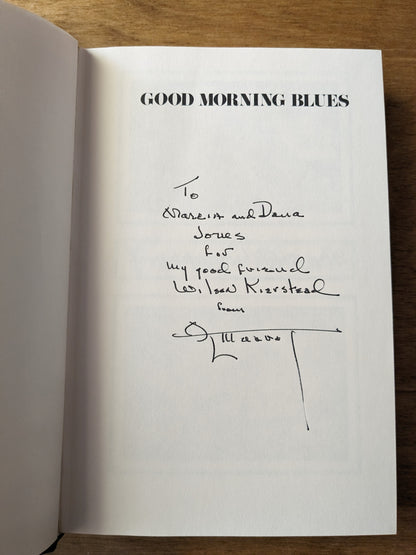 GOOD MORNING BLUES
To
Marcia and Dana
Jones
for
my good friend
Wilson Kierstead
from